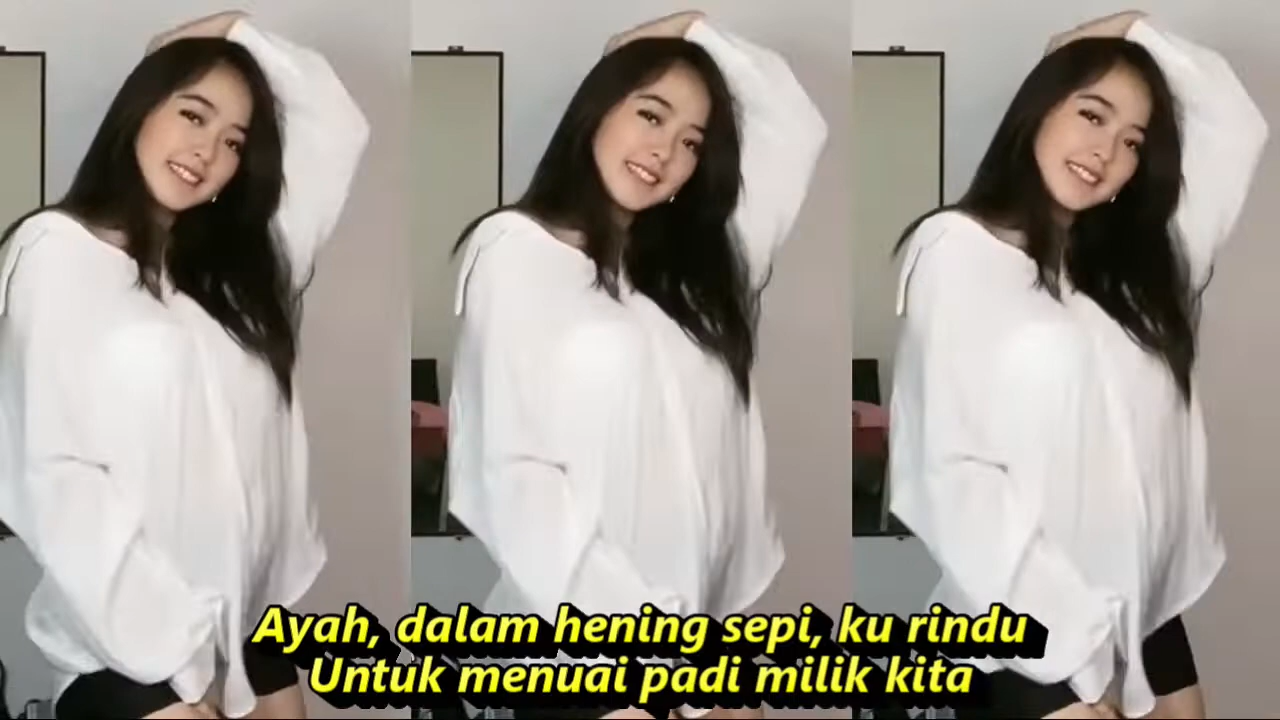 Ayah, dalam hening sepi, ku rindu
Untuk menuai padi milik kita